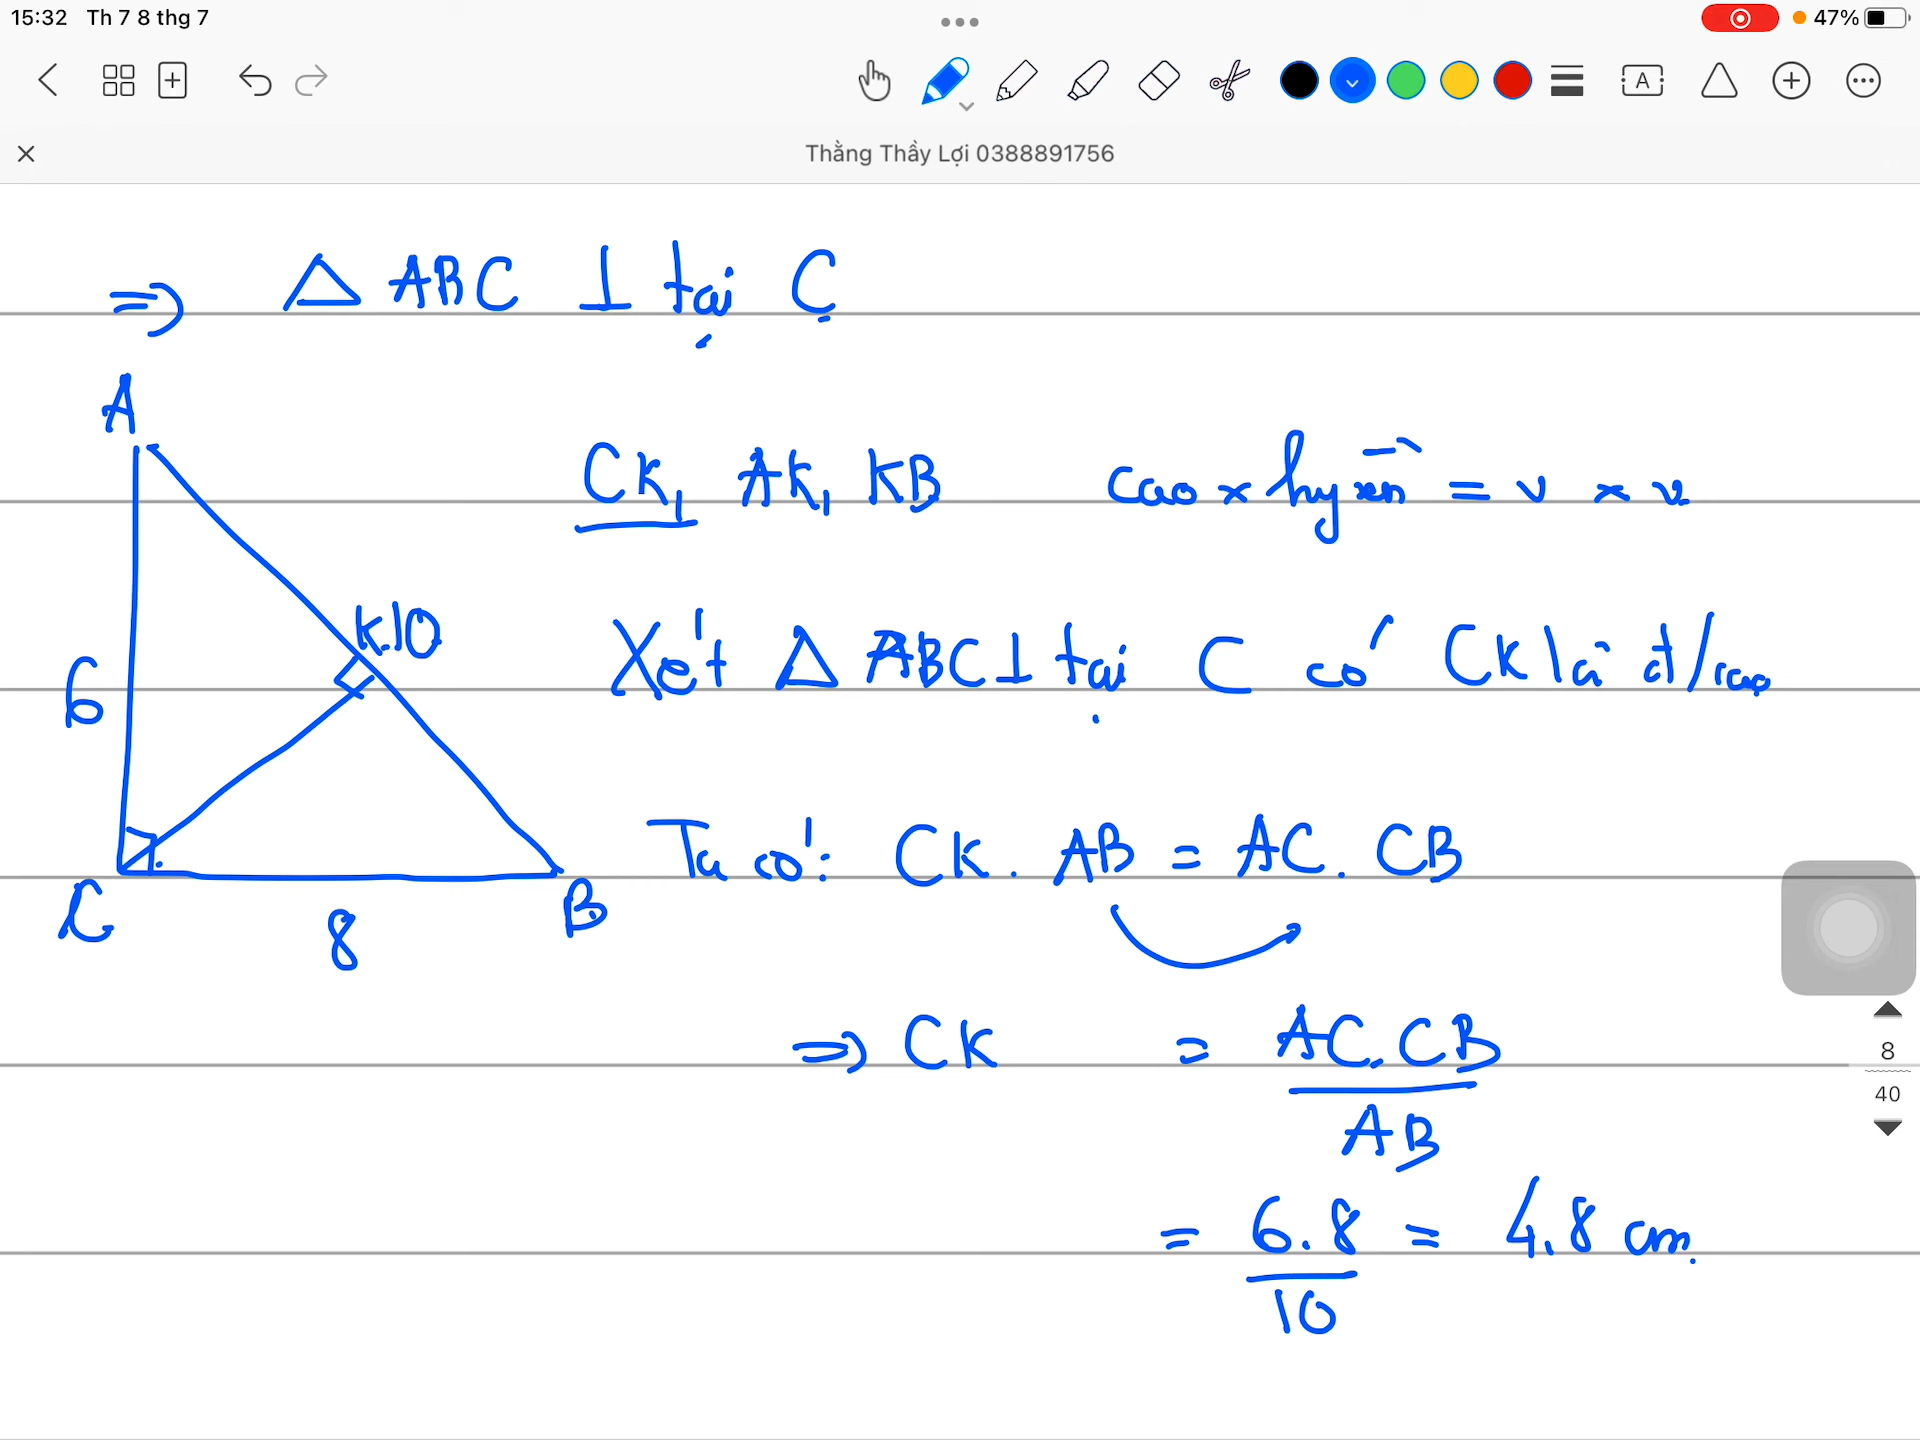 15:32 Th 7 8 thg 7
47%
A
Thằng Thầy Lợi 0388891756
=> △ ABC ⊥ tại C
A
CK, AK, KB cao x huyền = v x v
K 10
6
Xét △ ABC ⊥ tại C có CK là đ/cao
Ta có: CK . AB = AC . CB
C
8
B
=> CK = AC.CB
AB
= 6.8 = 4,8 cm.
10
8
40